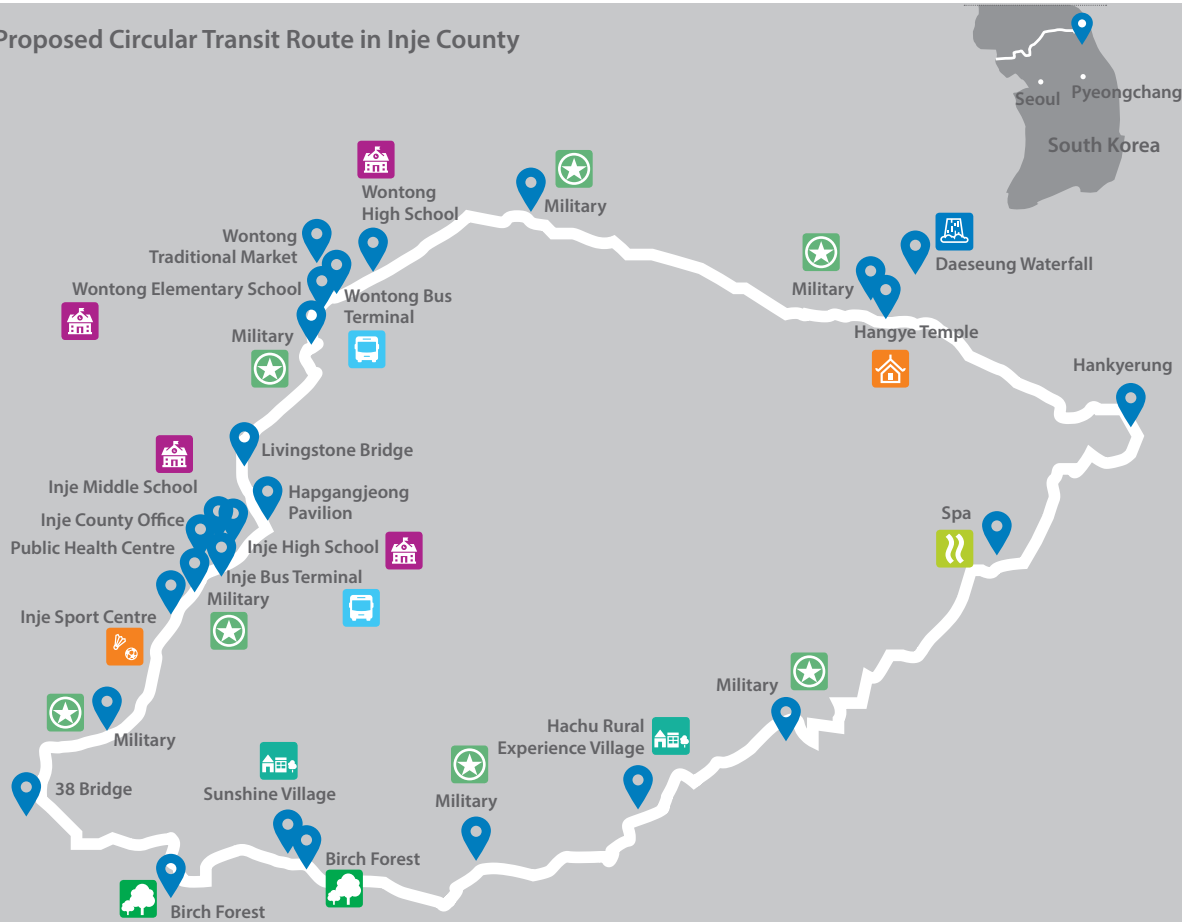 Proposed Circular Transit Route in Inje County
Seoul
Pyeongchang
South Korea
Wontong
High School
Military
Wontong
Traditional Market
Daeseung Waterfall
Wontong Elementary School
Military
Wontong Bus
Terminal
Military
Hangye Temple
Hankyerung
Livingstone Bridge
Inje Middle School
Hapgangjeong
Pavilion
Inje County Office
Spa
Public Health Centre
Inje High School
Inje Bus Terminal
Military
Inje Sport Centre
Military
Hachu Rural
Experience Village
Military
38 Bridge
Sunshine Village
Military
Birch Forest
Birch Forest